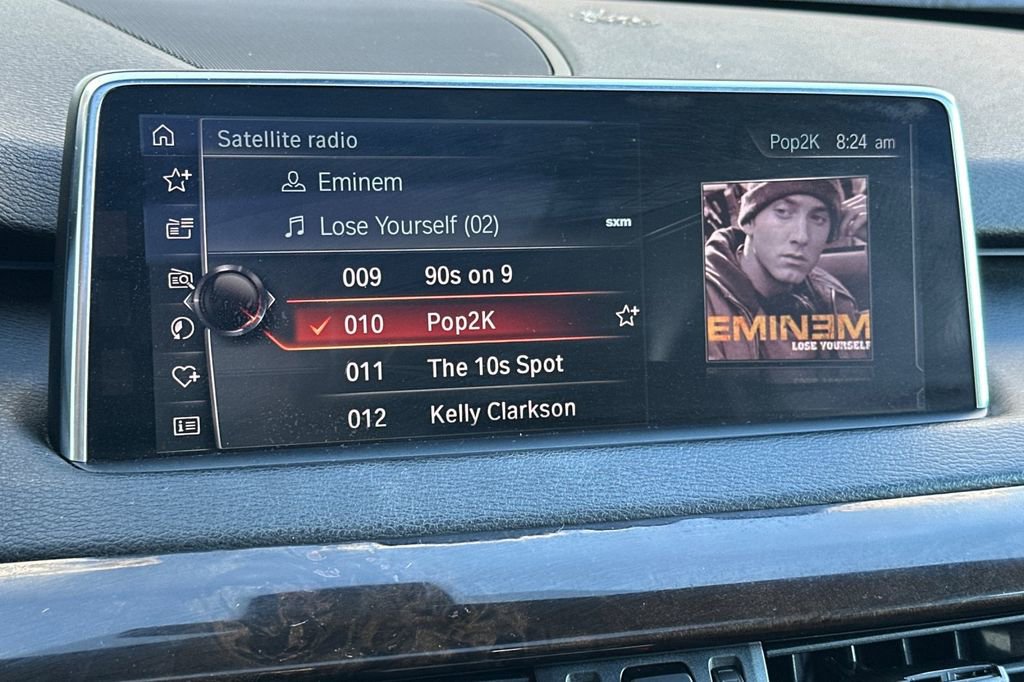 Satellite radio
Pop2K 8:24 am
Eminem
Lose Yourself (02)
sxm
009 90s on 9
010 Pop2K
011 The 10s Spot
012 Kelly Clarkson
EMINƎM
LOSE YOURSELF